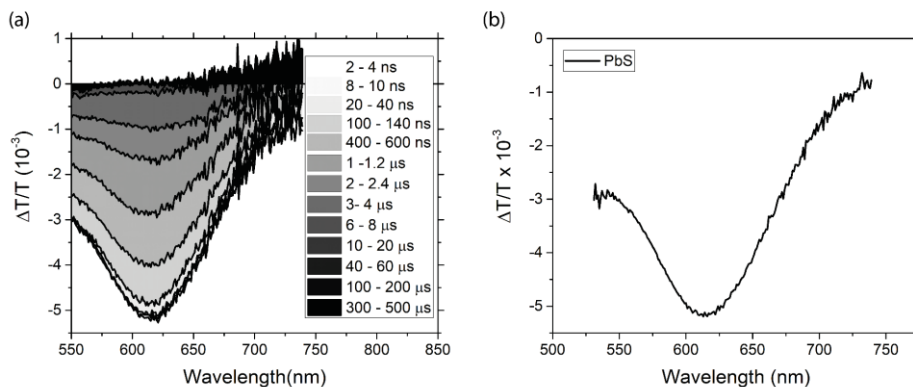 (a)
1
0
-1
-2
-3
-4
-5
ΔT/T (10⁻³)
2 - 4 ns
8 - 10 ns
20 - 40 ns
100 - 140 ns
400 - 600 ns
1 -1.2 μs
2 - 2.4 μs
3- 4 μs
6 - 8 μs
10 - 20 μs
40 - 60 μs
100 - 200 μs
300 - 500 μs
550 600 650 700 750 800 850
Wavelength(nm)
(b)
0
-1
-2
-3
-4
-5
-6
ΔT/T x 10⁻³
PbS
500 550 600 650 700 750
Wavelength(nm)